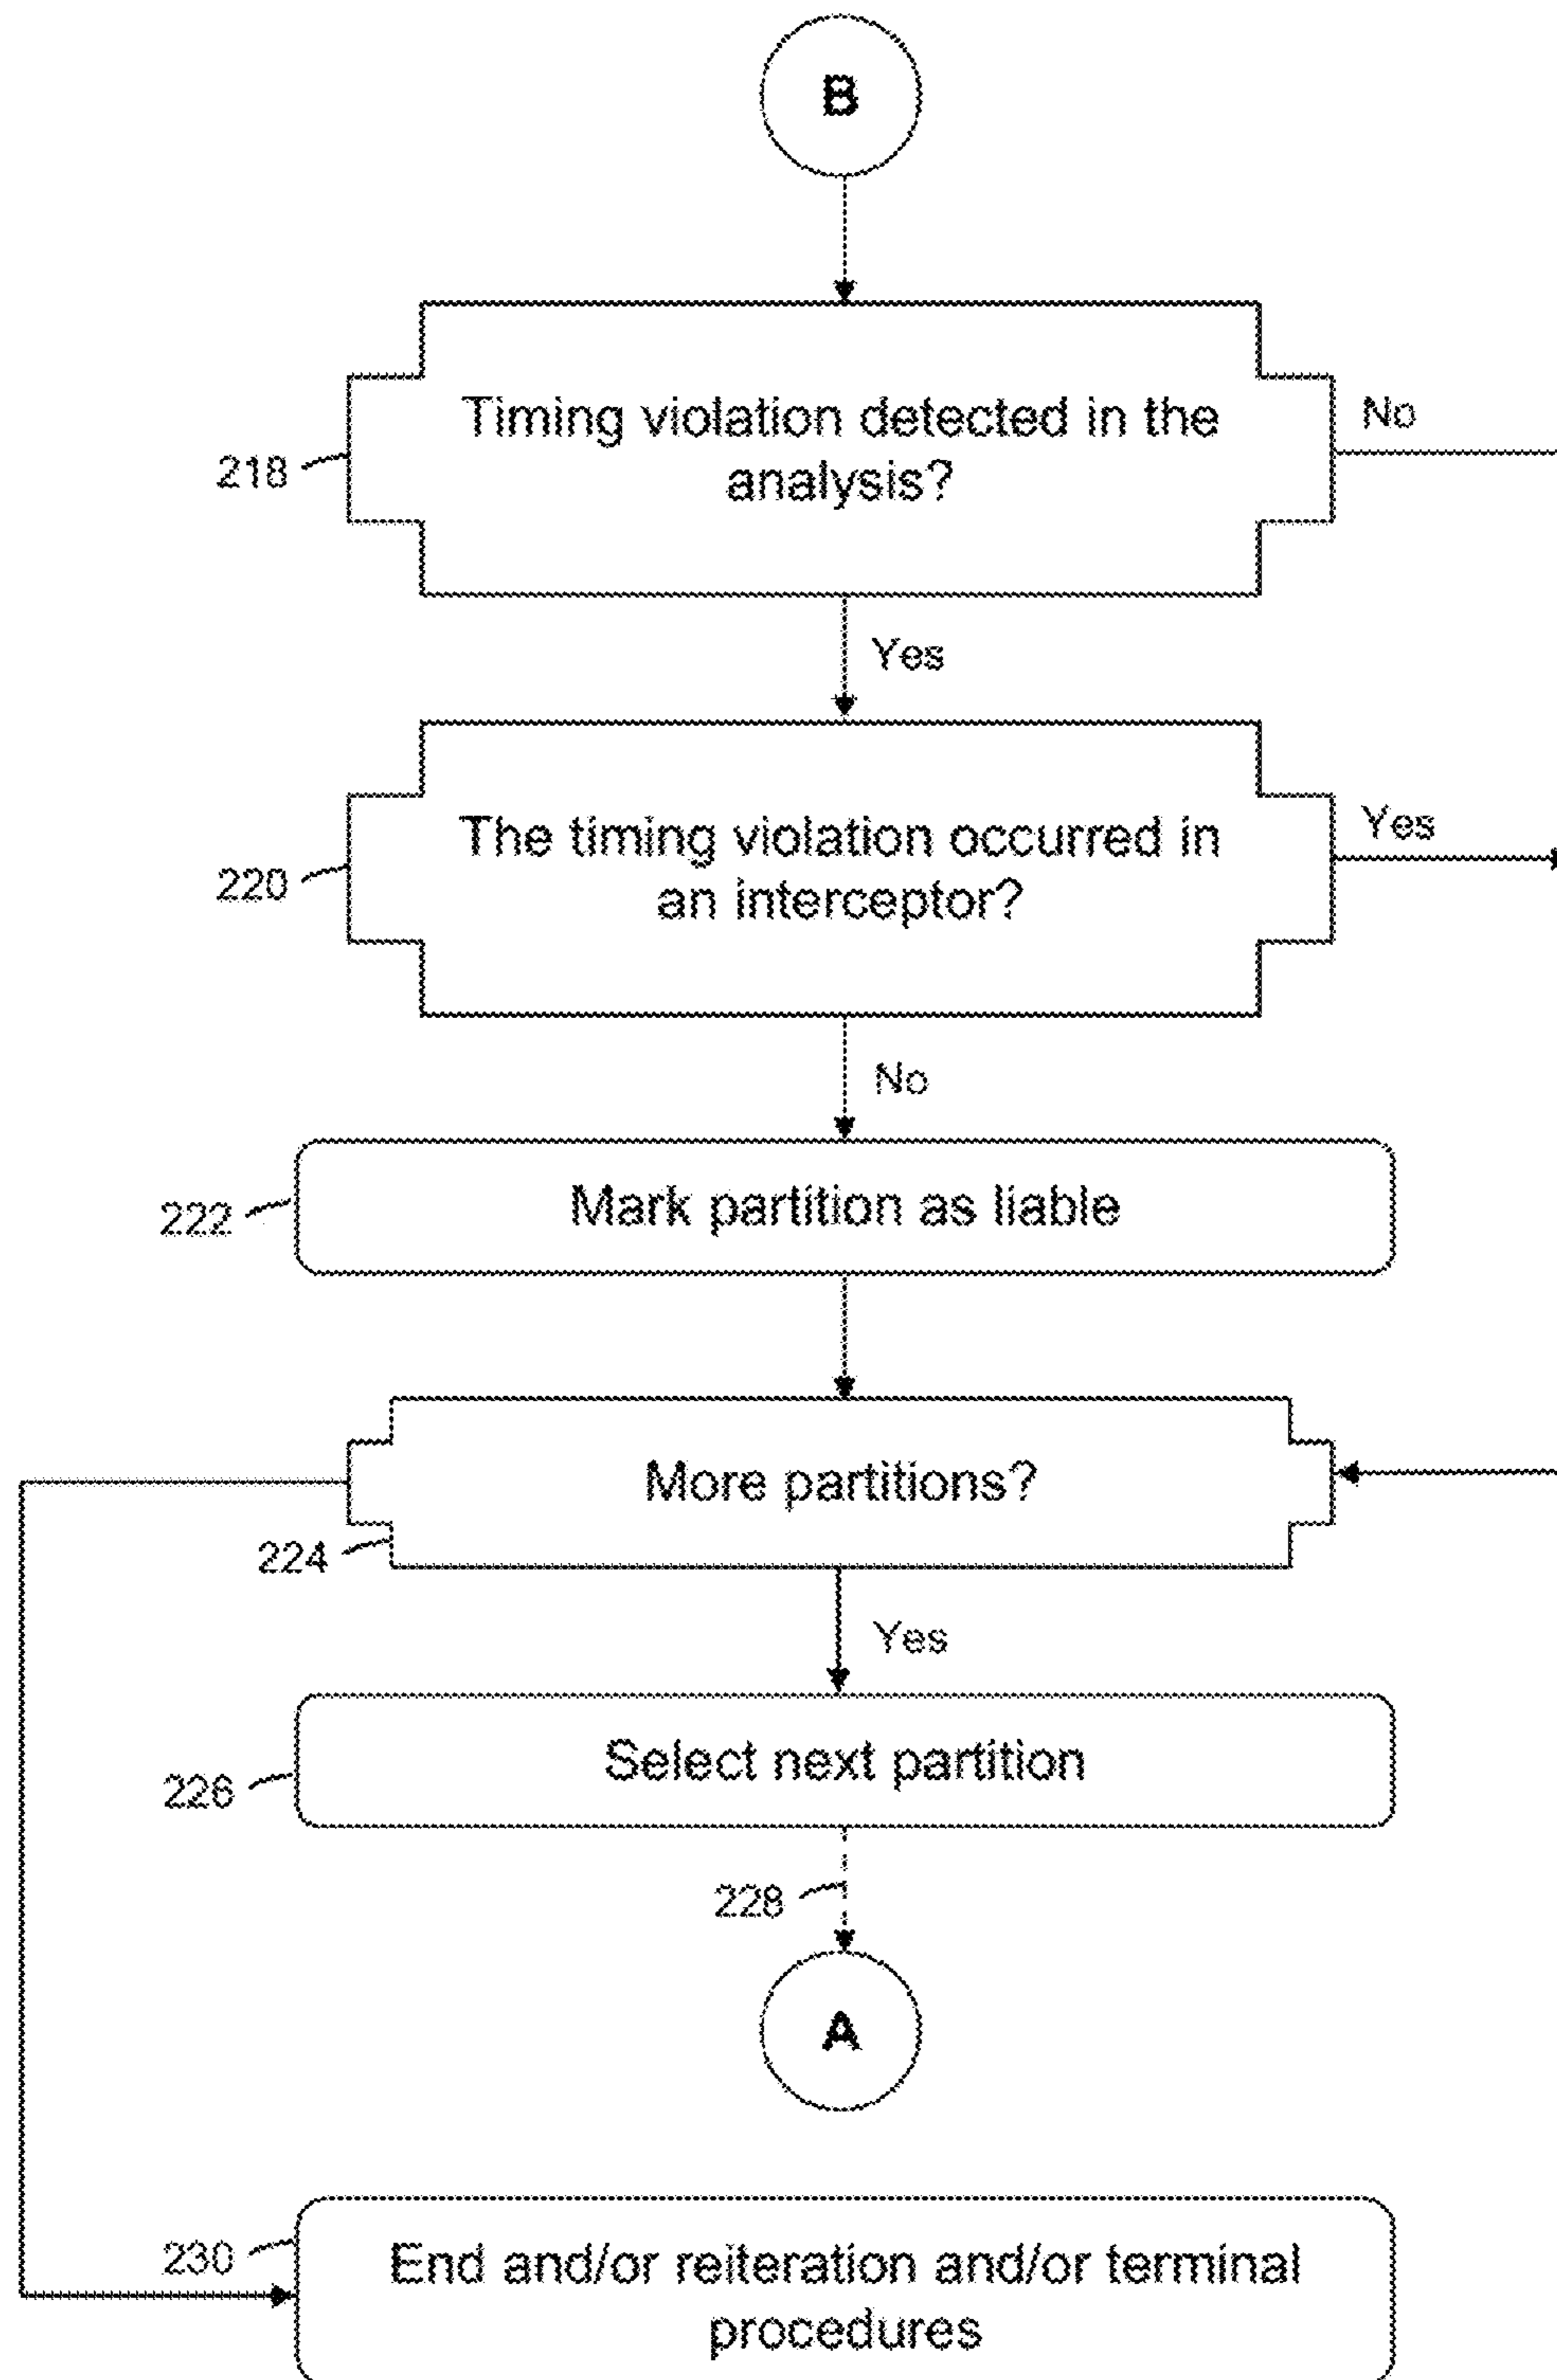 B
Timing violation detected in the
analysis?
No
218
Yes
The timing violation occurred in
an interceptor?
Yes
220
No
Mark partition as liable
222
More partitions?
224
Yes
Select next partition
226
228
A
230
End and/or reiteration and/or terminal
procedures